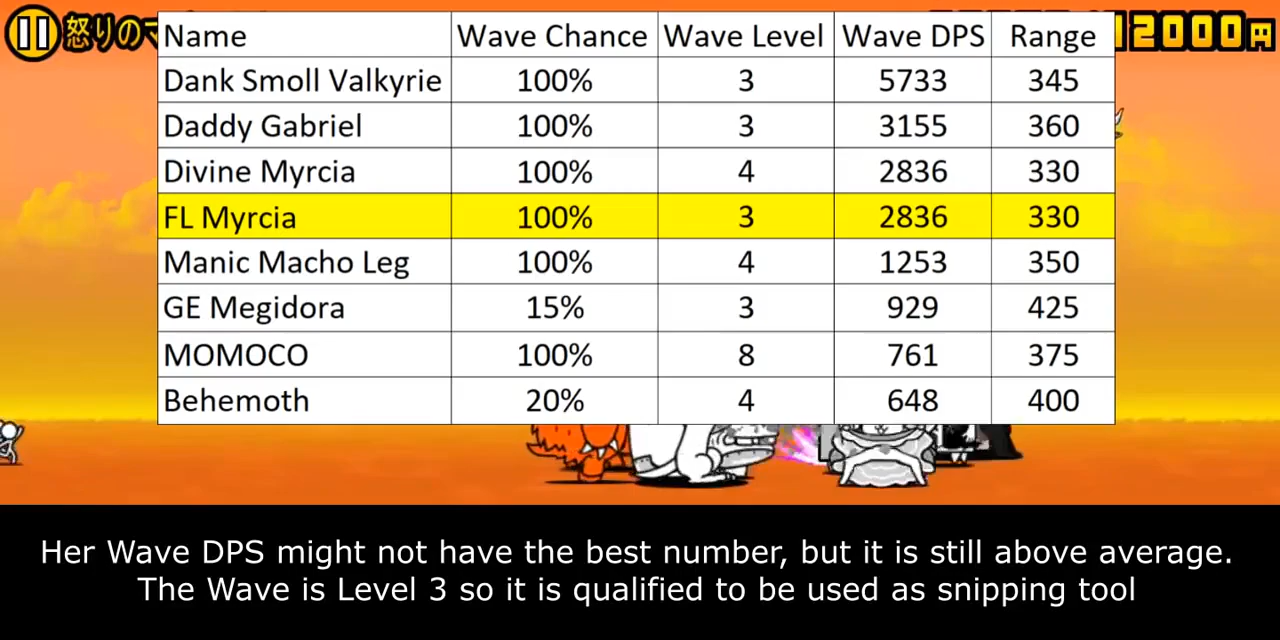 怒りのマ
12000円
Name Wave Chance Wave Level Wave DPS Range
Dank Smoll Valkyrie 100% 3 5733 345
Daddy Gabriel 100% 3 3155 360
Divine Myrcia 100% 4 2836 330
FL Myrcia 100% 3 2836 330
Manic Macho Leg 100% 4 1253 350
GE Megidora 15% 3 929 425
MOMOCO 100% 8 761 375
Behemoth 20% 4 648 400
Her Wave DPS might not have the best number, but it is still above average.
The Wave is Level 3 so it is qualified to be used as snipping tool